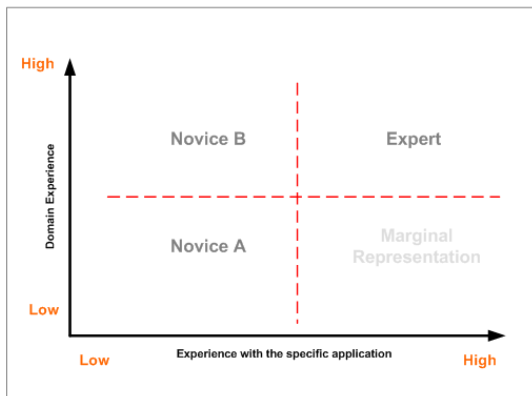 High
Novice B
Expert
Domain Experience
Novice A
Marginal
Representation
Low
Low
Experience with the specific application
High